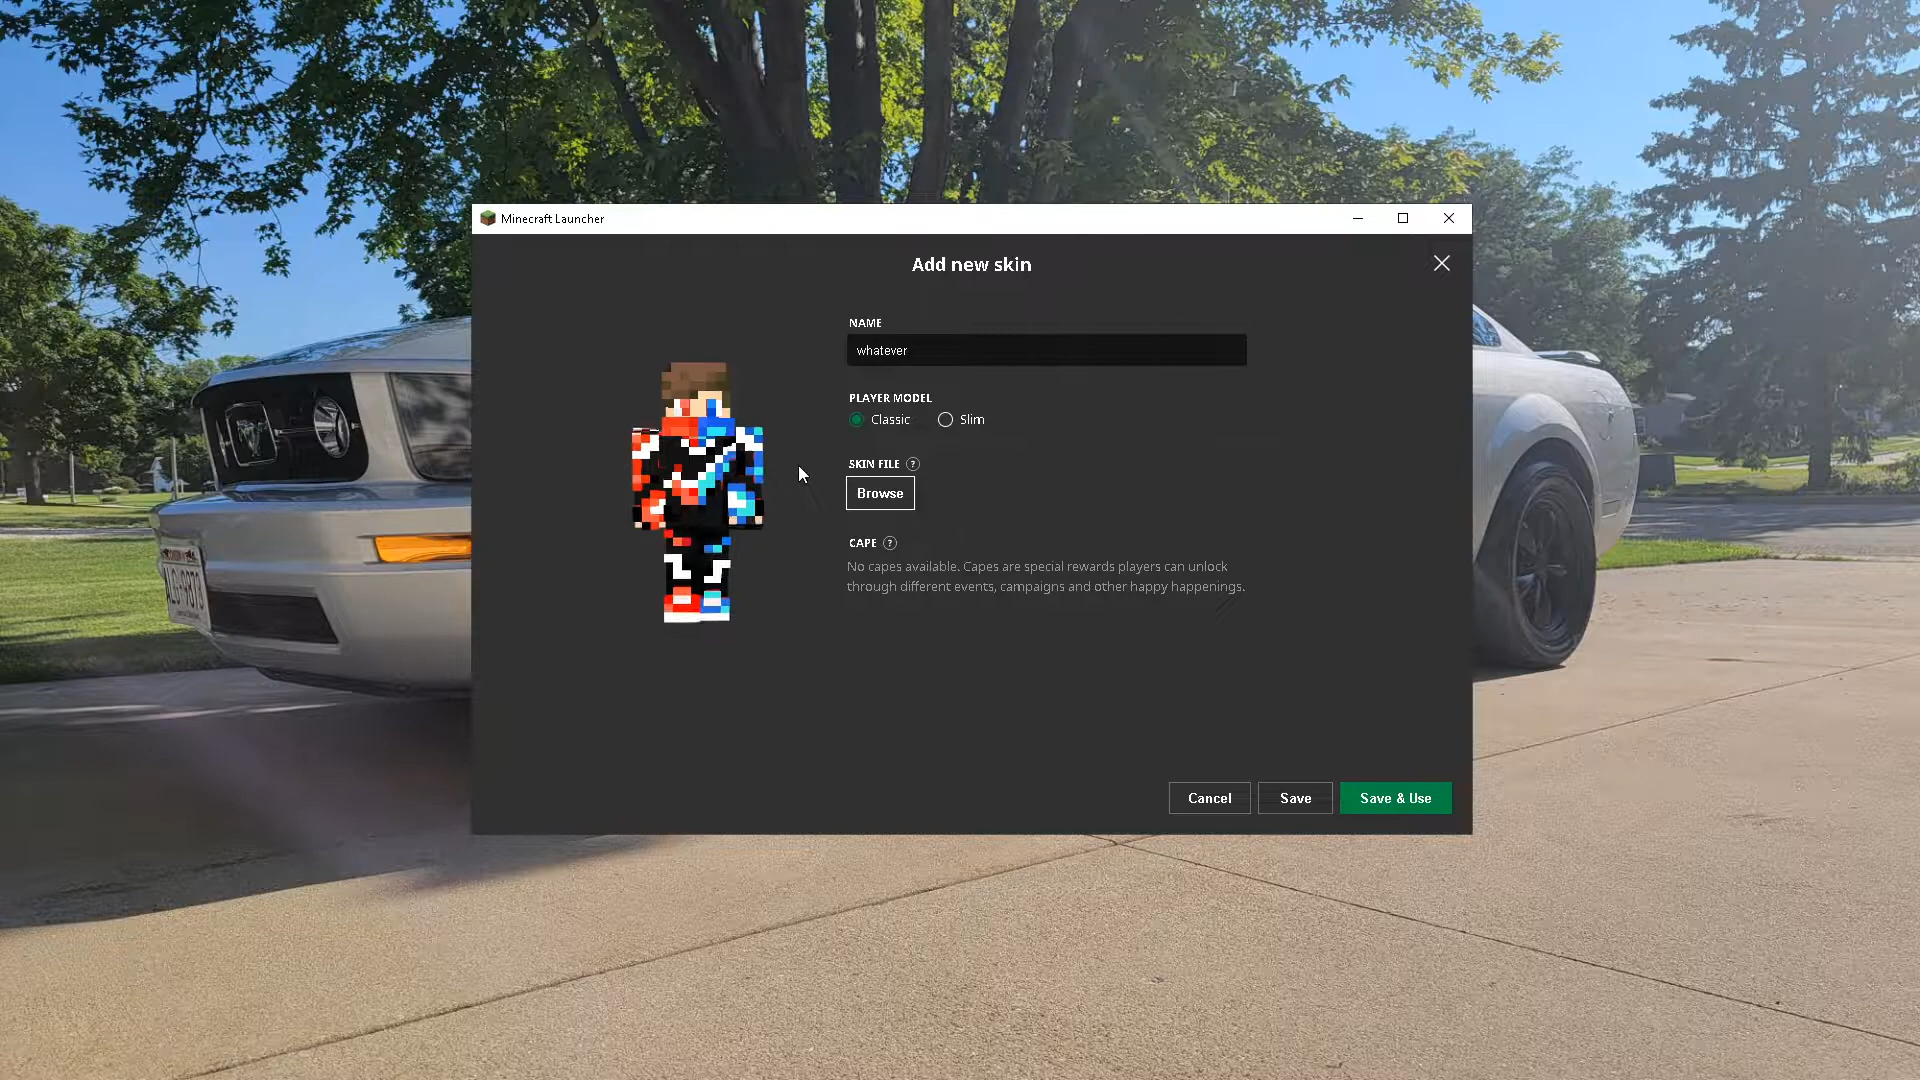 Minecraft Launcher
Add new skin
NAME
whatever
PLAYER MODEL
Classic Slim
SKIN FILE ?
Browse
CAPE ?
No capes available. Capes are special rewards players can unlock
through different events, campaigns and other happy happenings.
Cancel Save Save & Use